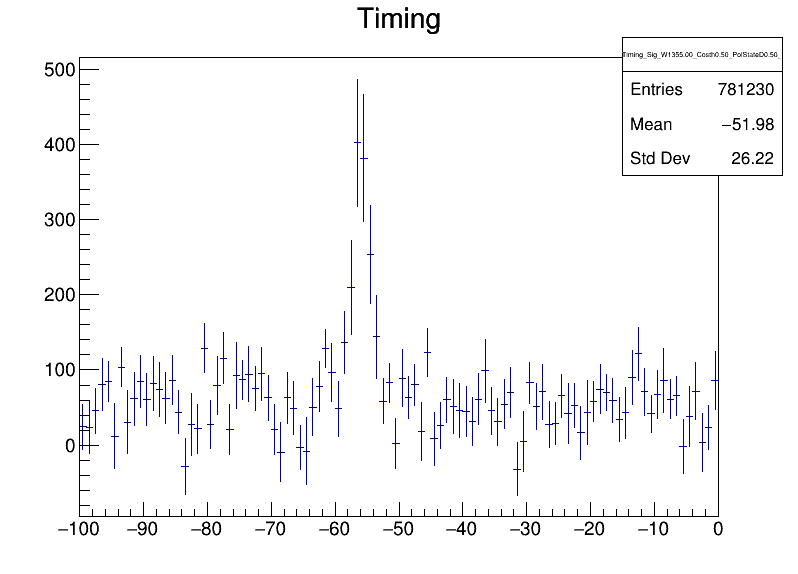 Timing
Timing_Sig_W1355.00_Costh0.50_PolStateD0.50_
Entries 781230
Mean −51.98
Std Dev 26.22
500
400
300
200
100
0
−100 −90 −80 −70 −60 −50 −40 −30 −20 −10 0